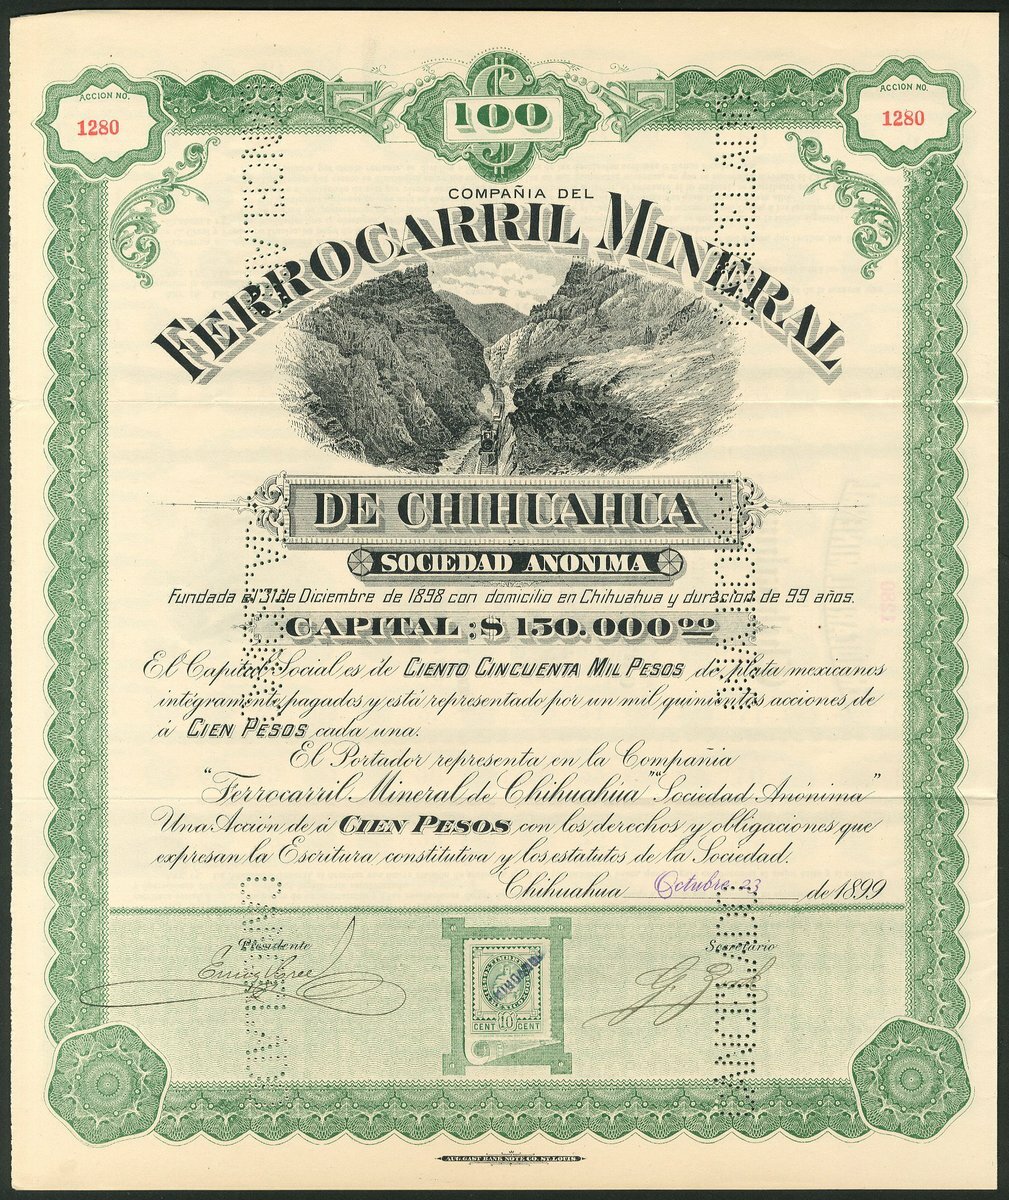 ACCION NO.
1280
$
100
ACCION NO.
1280
COMPAÑIA DEL
FERROCARRIL MINERAL
DE CHIHUAHUA
SOCIEDAD ANONIMA
Fundada el 31 de Diciembre de 1898 con domicilio en Chihuahua y duracion de 99 años.
CAPITAL: $ 150.000 00
El Capital Social es de CIENTO CINCUENTA MIL PESOS de plata mexicanos
intégramente pagados y está representado por un mil quinientas acciones de
á CIEN PESOS cada una.
El Portador representa en la Compañia
"Ferrocarril Mineral de Chihuahua" "Sociedad Anónima"
Una Acción de á CIEN PESOS con los derechos y obligaciones que
expresan la Escritura constitutiva y los estatutos de la Sociedad.
Chihuahua Octubre 23 de 1899
Presidente
Secretário
CENT 10 CENT
AUG. GAST BANK NOTE CO. ST. LOUIS